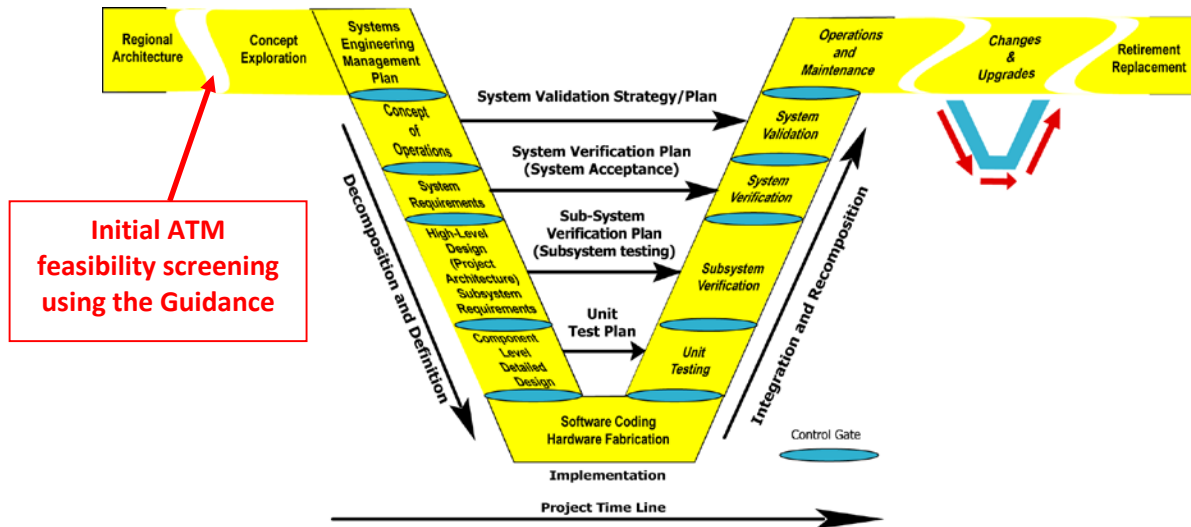 Regional
Architecture
Concept
Exploration
Systems
Engineering
Management
Plan
Operations
and
Maintenance
Changes
&
Upgrades
Retirement
Replacement
Initial ATM
feasibility screening
using the Guidance
Decomposition and Definition
Concept
of
Operations
System
Requirements
High-Level
Design
(Project
Architecture)
Subsystem
Requirements
Component
Level
Detailed
Design
System Validation Strategy/Plan
System Verification Plan
(System Acceptance)
Sub-System
Verification Plan
(Subsystem testing)
Unit
Test Plan
System
Validation
System
Verification
Subsystem
Verification
Unit
Testing
Integration and Recomposition
Software Coding
Hardware Fabrication
Control Gate
Implementation
Project Time Line